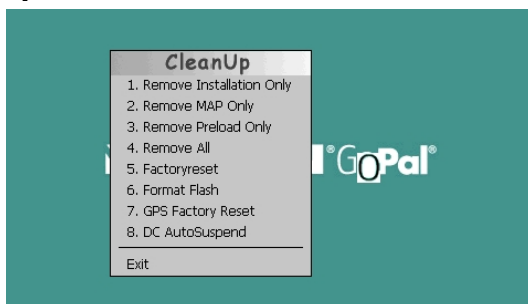 CleanUp
1. Remove Installation Only
2. Remove MAP Only
3. Remove Preload Only
4. Remove All
5. Factoryreset
6. Format Flash
7. GPS Factory Reset
8. DC AutoSuspend
Exit
® GoPal®